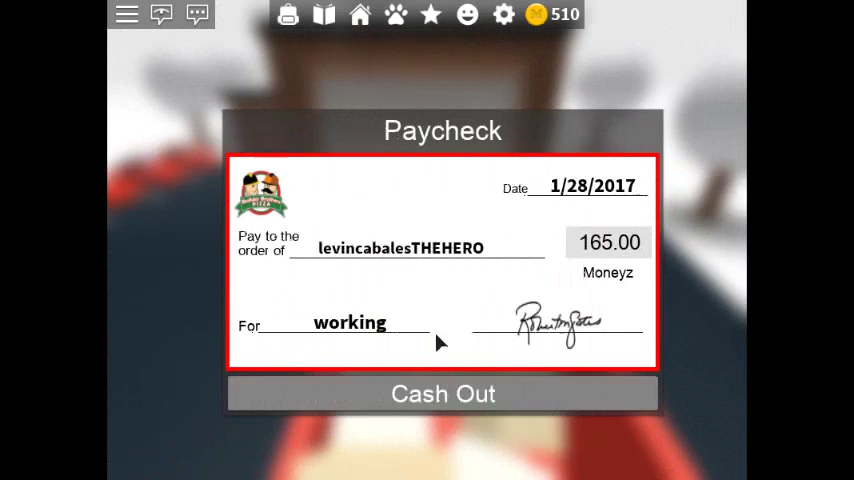 510
Paycheck
Date 1/28/2017
Pay to the
order of levincabalesTHEHERO 165.00
Moneyz
For working
Cash Out